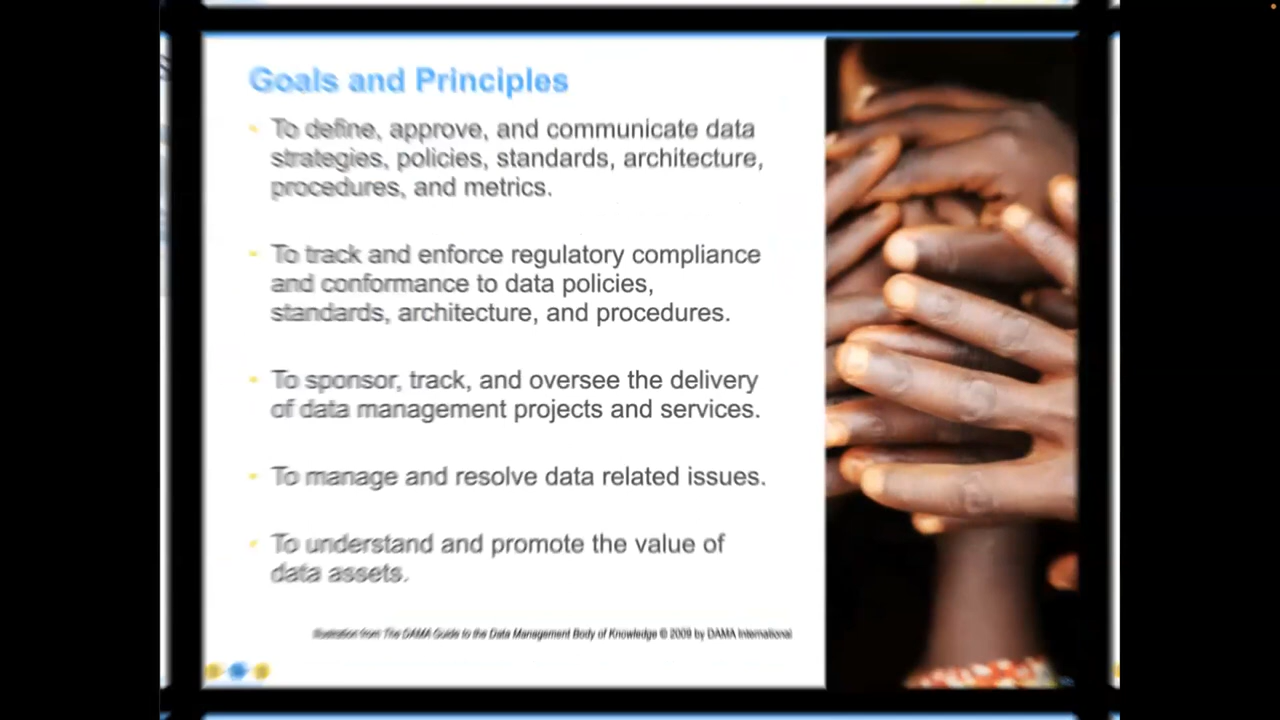 Goals and Principles
• To define, approve, and communicate data
strategies, policies, standards, architecture,
procedures, and metrics.
• To track and enforce regulatory compliance
and conformance to data policies,
standards, architecture, and procedures.
• To sponsor, track, and oversee the delivery
of data management projects and services.
• To manage and resolve data related issues.
• To understand and promote the value of
data assets.
Illustration from The DAMA Guide to the Data Management Body of Knowledge © 2009 by DAMA International